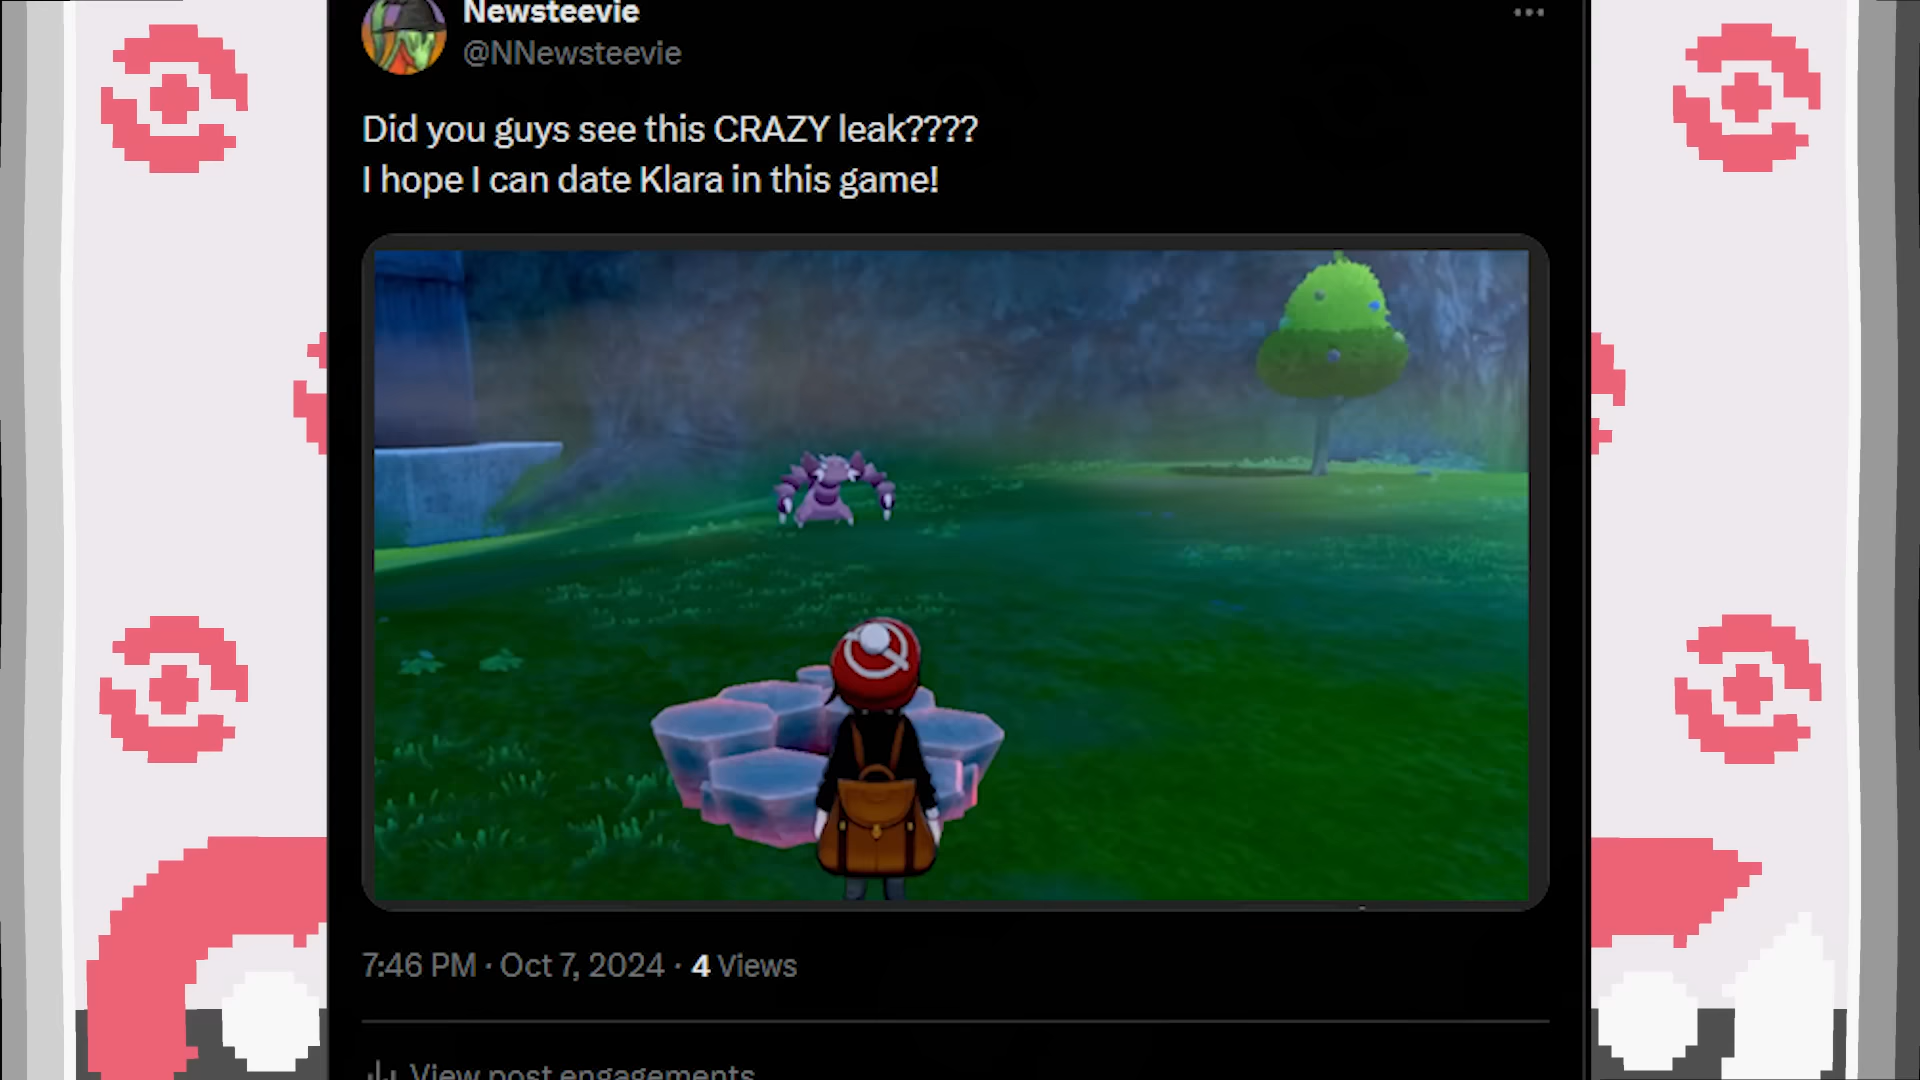 Newsteevie
@NNewsteevie
Did you guys see this CRAZY leak????
I hope I can date Klara in this game!
7:46 PM · Oct 7, 2024 · 4 Views
View post engagements